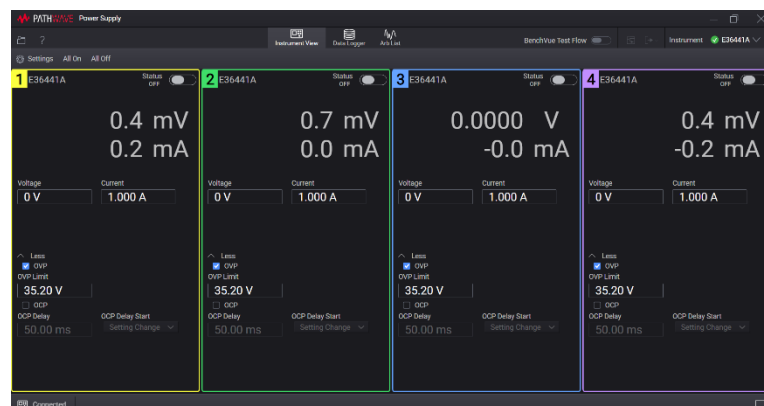 PATHWAVE Power Supply
?
Instrument View Data Logger Arb List BenchVue Test Flow Instrument E36441A
Settings All On All Off
1 E36441A Status OFF
0.4 mV
0.2 mA
Voltage Current
0 V 1.000 A
Less
OVP
OVP Limit
35.20 V
OCP
OCP Delay OCP Delay Start
50.00 ms Setting Change
2 E36441A Status OFF
0.7 mV
0.0 mA
Voltage Current
0 V 1.000 A
Less
OVP
OVP Limit
35.20 V
OCP
OCP Delay OCP Delay Start
50.00 ms Setting Change
3 E36441A Status OFF
0.0000 V
-0.0 mA
Voltage Current
0 V 1.000 A
Less
OVP
OVP Limit
35.20 V
OCP
OCP Delay OCP Delay Start
50.00 ms Setting Change
4 E36441A Status OFF
0.4 mV
-0.2 mA
Voltage Current
0 V 1.000 A
Less
OVP
OVP Limit
35.20 V
OCP
OCP Delay OCP Delay Start
50.00 ms Setting Change
Connected